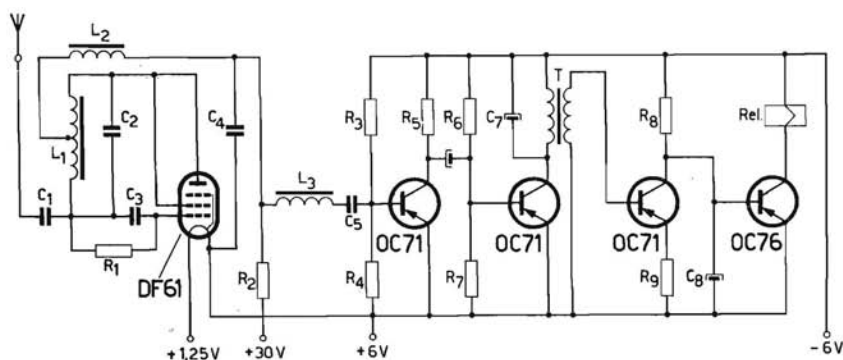 L2
L1
C2
C4
C1
C3
R1
DF61
R2
L3
C5
R3
R4
R5
OC71
R6
R7
C7
OC71
T
OC71
R8
R9
C8
Rel.
OC76
+1,25V
+30V
+6V
-6V